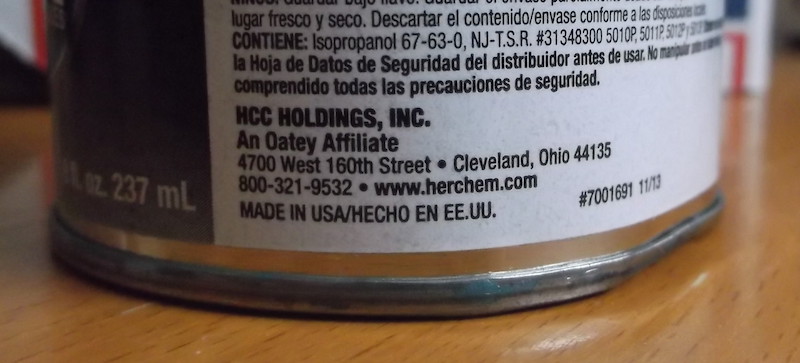 lugar fresco y seco. Descartar el contenido/envase conforme a las disposiciones
CONTIENE: Isopropanol 67-63-0, NJ-T.S.R. #31348300 5010P, 5011P, 5012P y
la Hoja de Datos de Seguridad del distribuidor antes de usar. No manipular
comprendido todas las precauciones de seguridad.
HCC HOLDINGS, INC.
An Oatey Affiliate
4700 West 160th Street • Cleveland, Ohio 44135
800-321-9532 • www.herchem.com
MADE IN USA/HECHO EN EE.UU.
#7001691 11/13
fl. oz. 237 mL